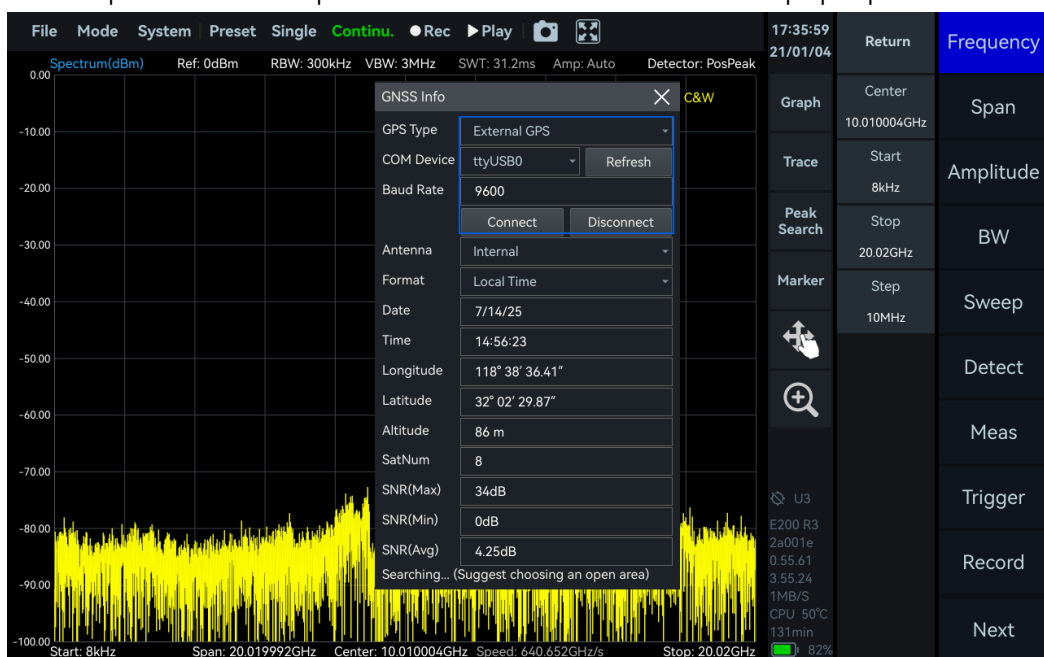 File Mode System Preset Single Continu. Rec Play
17:35:59
21/01/04
Spectrum(dBm) Ref: 0dBm RBW: 300kHz VBW: 3MHz SWT: 31.2ms Amp: Auto Detector: PosPeak
0.00
-10.00
-20.00
-30.00
-40.00
-50.00
-60.00
-70.00
-80.00
-90.00
-100.00
C&W
GNSS Info
GPS Type External GPS
COM Device ttyUSB0 Refresh
Baud Rate 9600
Connect Disconnect
Antenna Internal
Format Local Time
Date 7/14/25
Time 14:56:23
Longitude 118° 38′ 36.41″
Latitude 32° 02′ 29.87″
Altitude 86 m
SatNum 8
SNR(Max) 34dB
SNR(Min) 0dB
SNR(Avg) 4.25dB
Searching... (Suggest choosing an open area)
Start: 8kHz Span: 20.019992GHz Center: 10.010004GHz Speed: 640.652GHz/s Stop: 20.02GHz
Graph
Trace
Peak
Search
Marker
U3
E200 R3
2a001e
0.55.61
3.55.24
1MB/S
CPU 50℃
131min
82%
Return
Center
10.010004GHz
Start
8kHz
Stop
20.02GHz
Step
10MHz
Frequency
Span
Amplitude
BW
Sweep
Detect
Meas
Trigger
Record
Next